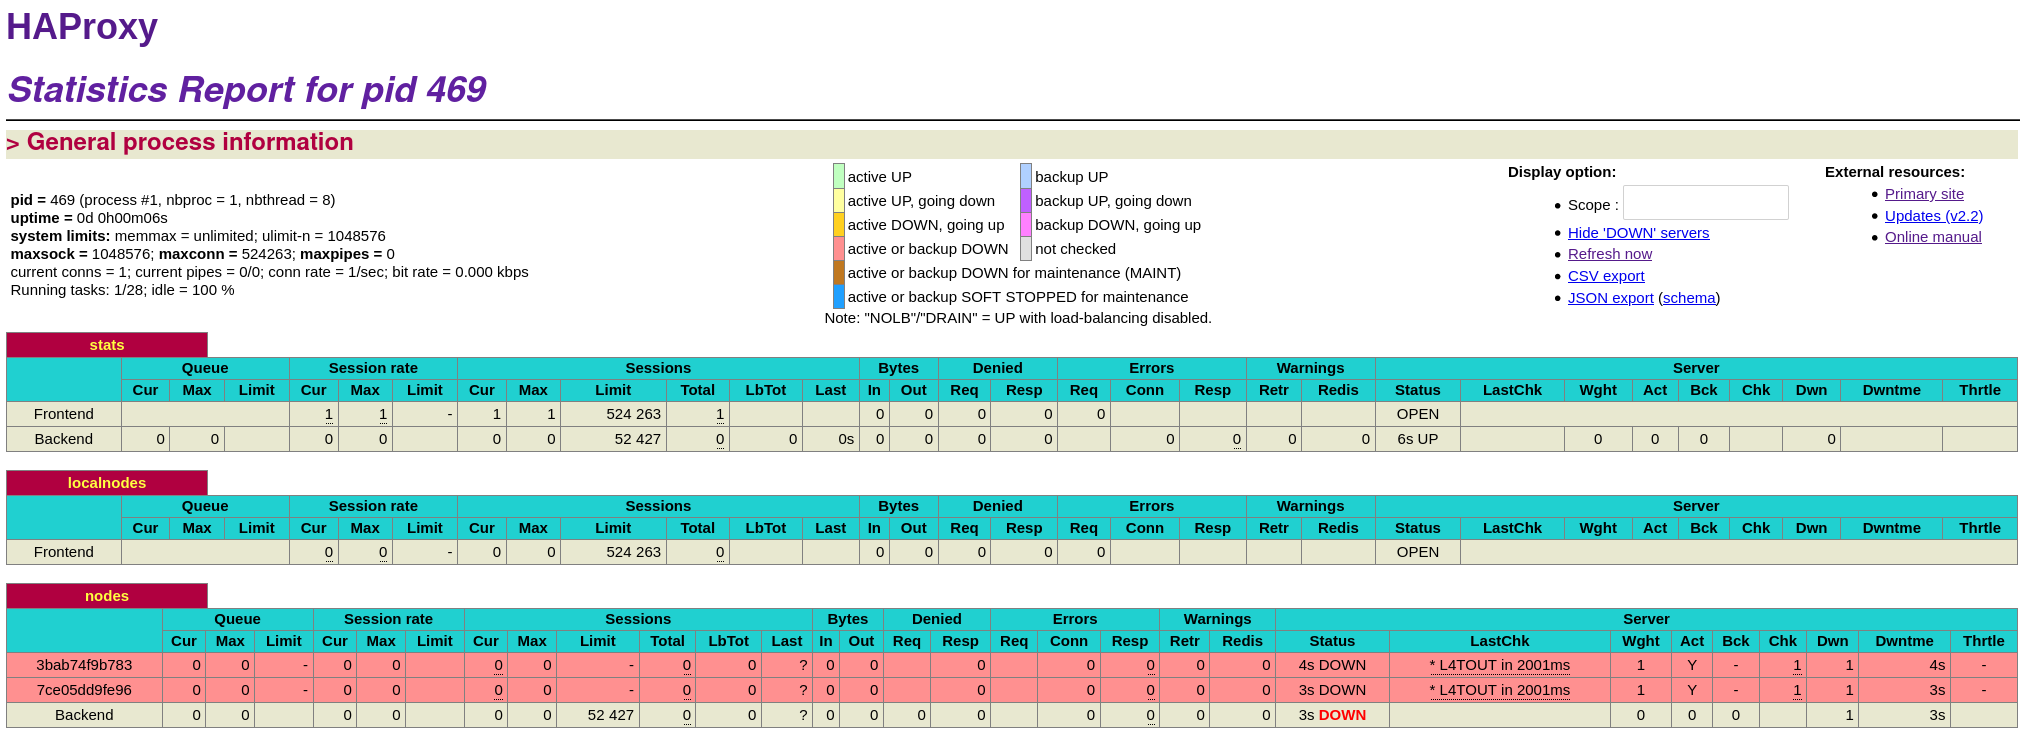 HAProxy
Statistics Report for pid 469
> General process information
pid = 469 (process #1, nbproc = 1, nbthread = 8)
uptime = 0d 0h00m06s
system limits: memmax = unlimited; ulimit-n = 1048576
maxsock = 1048576; maxconn = 524263; maxpipes = 0
current conns = 1; current pipes = 0/0; conn rate = 1/sec; bit rate = 0.000 kbps
Running tasks: 1/28; idle = 100 %
active UP backup UP
active UP, going down backup UP, going down
active DOWN, going up backup DOWN, going up
active or backup DOWN not checked
active or backup DOWN for maintenance (MAINT)
active or backup SOFT STOPPED for maintenance
Note: "NOLB"/"DRAIN" = UP with load-balancing disabled.
Display option:
• Scope :
• Hide 'DOWN' servers
• Refresh now
• CSV export
• JSON export (schema)
External resources:
• Primary site
• Updates (v2.2)
• Online manual
stats
Queue Session rate Sessions Bytes Denied Errors Warnings Server
Cur Max Limit Cur Max Limit Cur Max Limit Total LbTot Last In Out Req Resp Req Conn Resp Retr Redis Status LastChk Wght Act Bck Chk Dwn Dwntme Thrtle
Frontend 1 1 - 1 1 524 263 1 0 0 0 0 0 OPEN
Backend 0 0 0 0 0 0 52 427 0 0 0s 0 0 0 0 0 0 0 0 6s UP 0 0 0 0
localnodes
Queue Session rate Sessions Bytes Denied Errors Warnings Server
Cur Max Limit Cur Max Limit Cur Max Limit Total LbTot Last In Out Req Resp Req Conn Resp Retr Redis Status LastChk Wght Act Bck Chk Dwn Dwntme Thrtle
Frontend 0 0 - 0 0 524 263 0 0 0 0 0 0 OPEN
nodes
Queue Session rate Sessions Bytes Denied Errors Warnings Server
Cur Max Limit Cur Max Limit Cur Max Limit Total LbTot Last In Out Req Resp Req Conn Resp Retr Redis Status LastChk Wght Act Bck Chk Dwn Dwntme Thrtle
3bab74f9b783 0 0 - 0 0 0 0 - 0 0 ? 0 0 0 0 0 0 0 4s DOWN * L4TOUT in 2001ms 1 Y - 1 1 4s -
7ce05dd9fe96 0 0 - 0 0 0 0 - 0 0 ? 0 0 0 0 0 0 0 3s DOWN * L4TOUT in 2001ms 1 Y - 1 1 3s -
Backend 0 0 0 0 0 0 52 427 0 0 ? 0 0 0 0 0 0 0 0 3s DOWN 0 0 0 1 3s